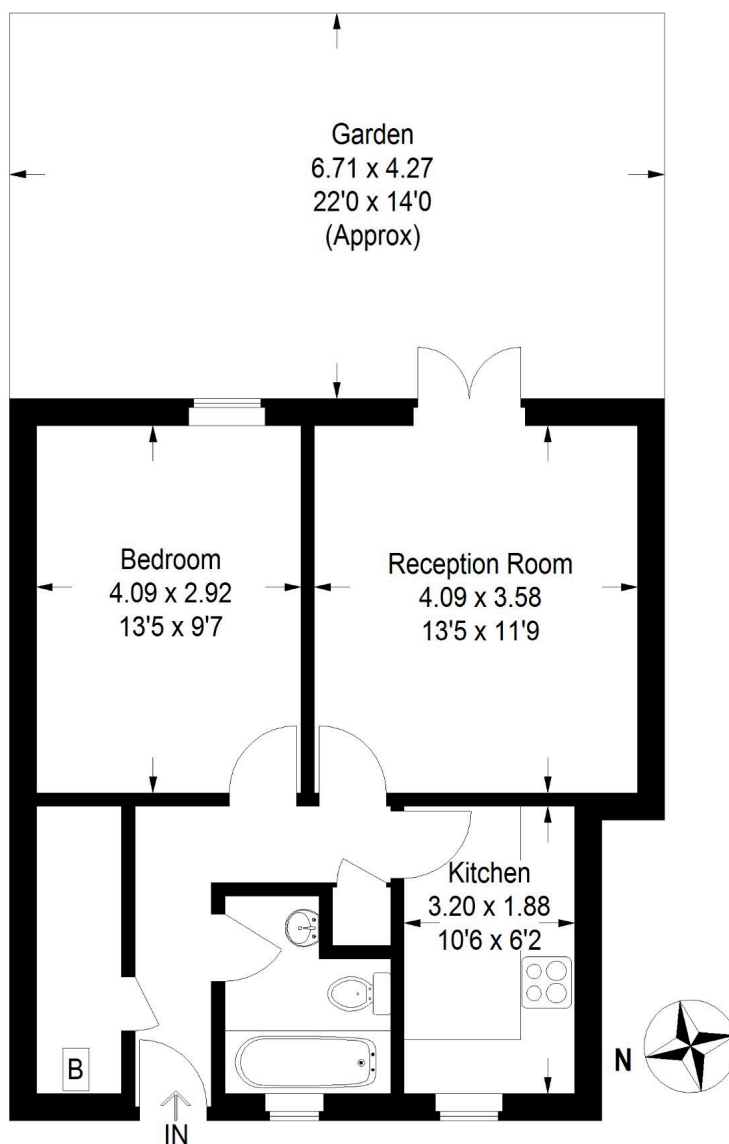 Garden
6.71 x 4.27
22'0 x 14'0
(Approx)
Bedroom
4.09 x 2.92
13'5 x 9'7
Reception Room
4.09 x 3.58
13'5 x 11'9
Kitchen
3.20 x 1.88
10'6 x 6'2
B
N
IN